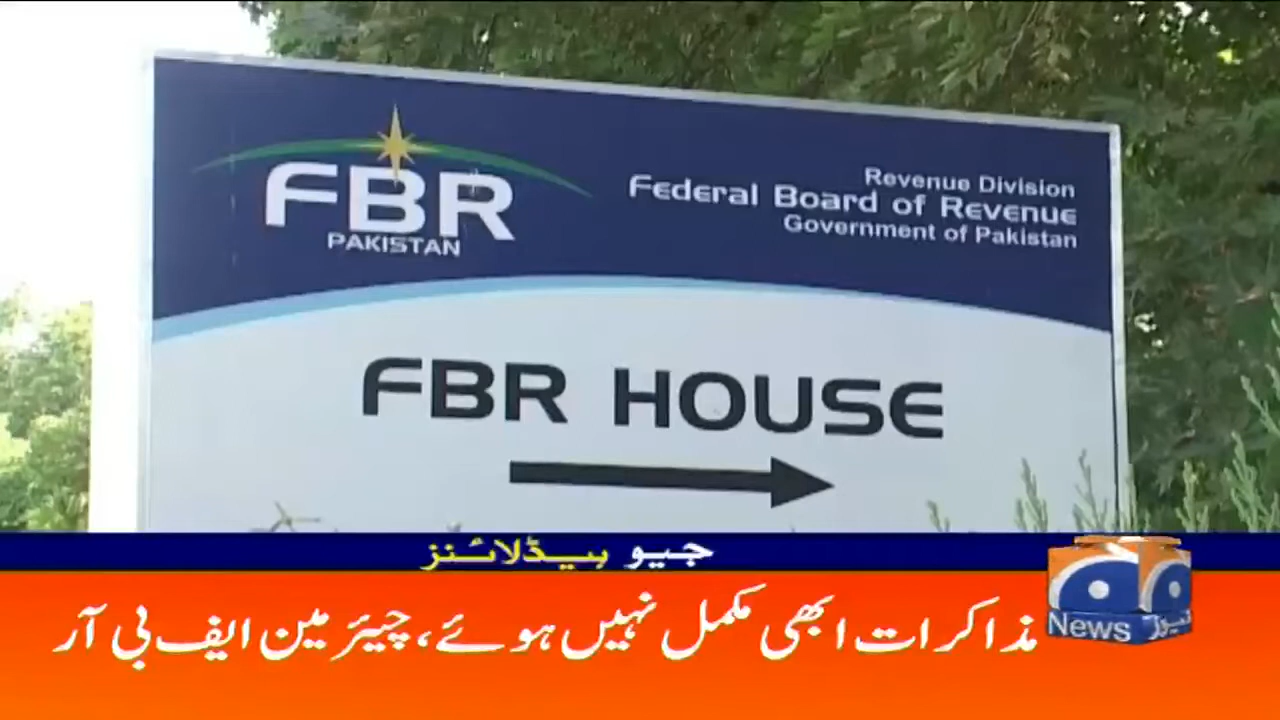 FBR
PAKISTAN
Revenue Division
Federal Board of Revenue
Government of Pakistan
FBR HOUSE
جیو ہیڈلائنز
مذاکرات ابھی مکمل نہیں ہوئے، چیئرمین ایف بی آر
News نیوز